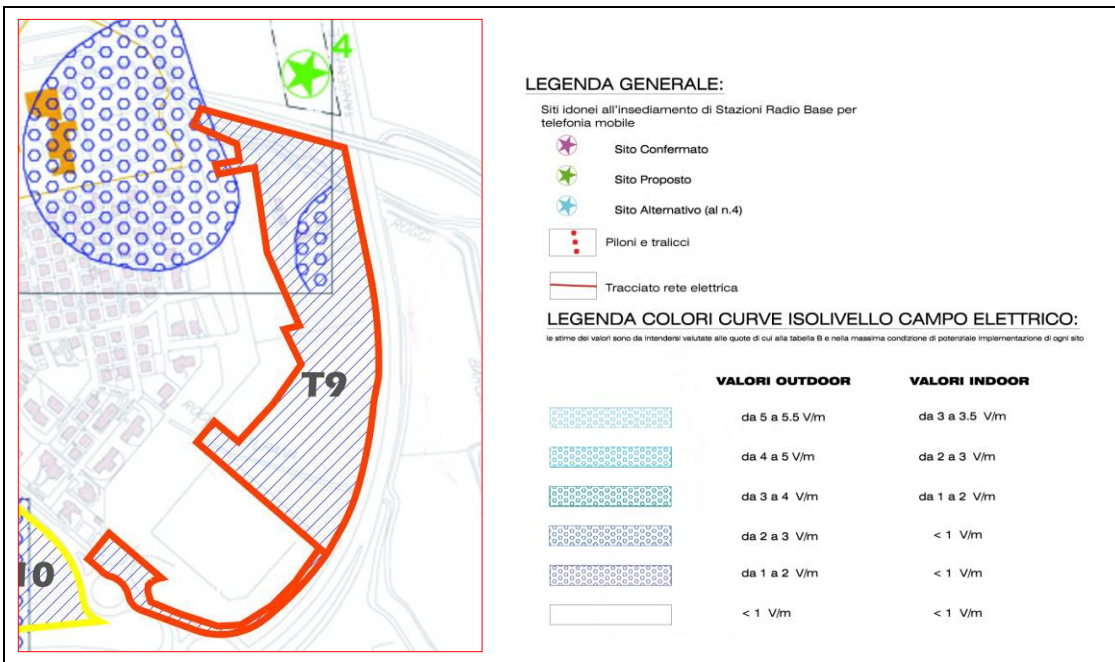 4
T9
10
LEGENDA GENERALE:
Siti idonei all'insediamento di Stazioni Radio Base per
telefonia mobile
Sito Confermato
Sito Proposto
Sito Alternativo (al n.4)
Piloni e tralicci
Tracciato rete elettrica
LEGENDA COLORI CURVE ISOLIVELLO CAMPO ELETTRICO:
le stime dei valori sono da intendersi valutate alle quote di cui alla tabella B e nella massima condizione di potenziale implementazione di ogni sito
VALORI OUTDOOR VALORI INDOOR
da 5 a 5.5 V/m da 3 a 3.5 V/m
da 4 a 5 V/m da 2 a 3 V/m
da 3 a 4 V/m da 1 a 2 V/m
da 2 a 3 V/m < 1 V/m
da 1 a 2 V/m < 1 V/m
< 1 V/m < 1 V/m